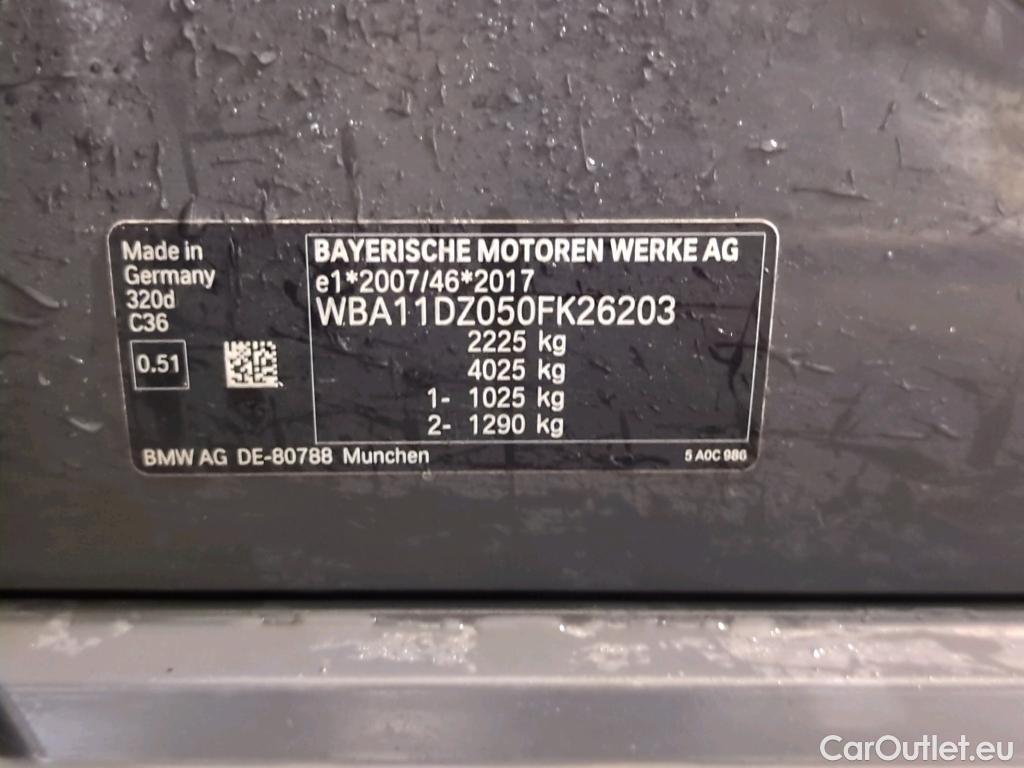 Made in
Germany
320d
C36
0.51
BAYERISCHE MOTOREN WERKE AG
e1*2007/46*2017
WBA11DZ050FK26203
2225 kg
4025 kg
1- 1025 kg
2- 1290 kg
BMW AG DE-80788 Munchen
5 A0C 986
CarOutlet.eu